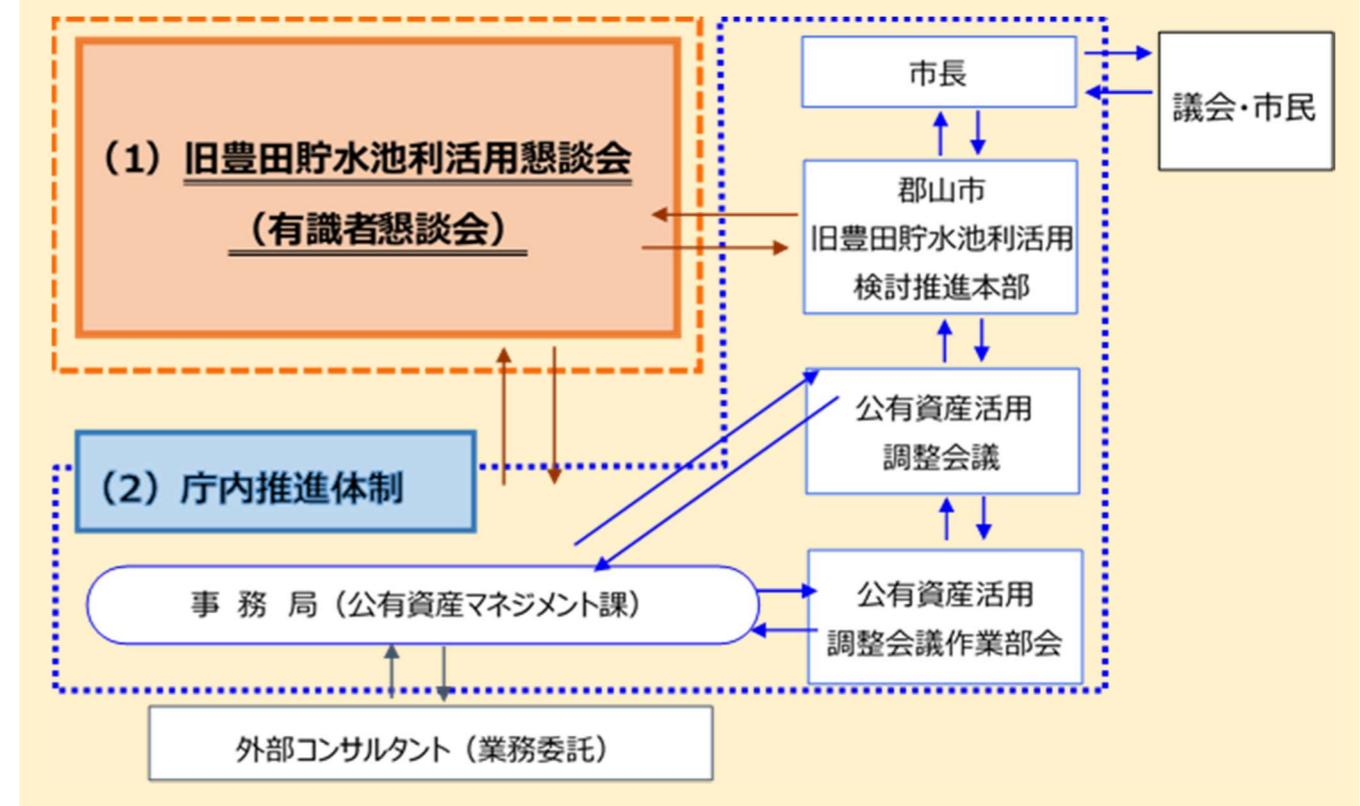 (1) 旧豊田貯水池利活用懇談会
(有識者懇談会)
市長
議会・市民
郡山市
旧豊田貯水池利活用
検討推進本部
公有資産活用
調整会議
(2) 庁内推進体制
事 務 局（公有資産マネジメント課）
公有資産活用
調整会議作業部会
外部コンサルタント（業務委託）